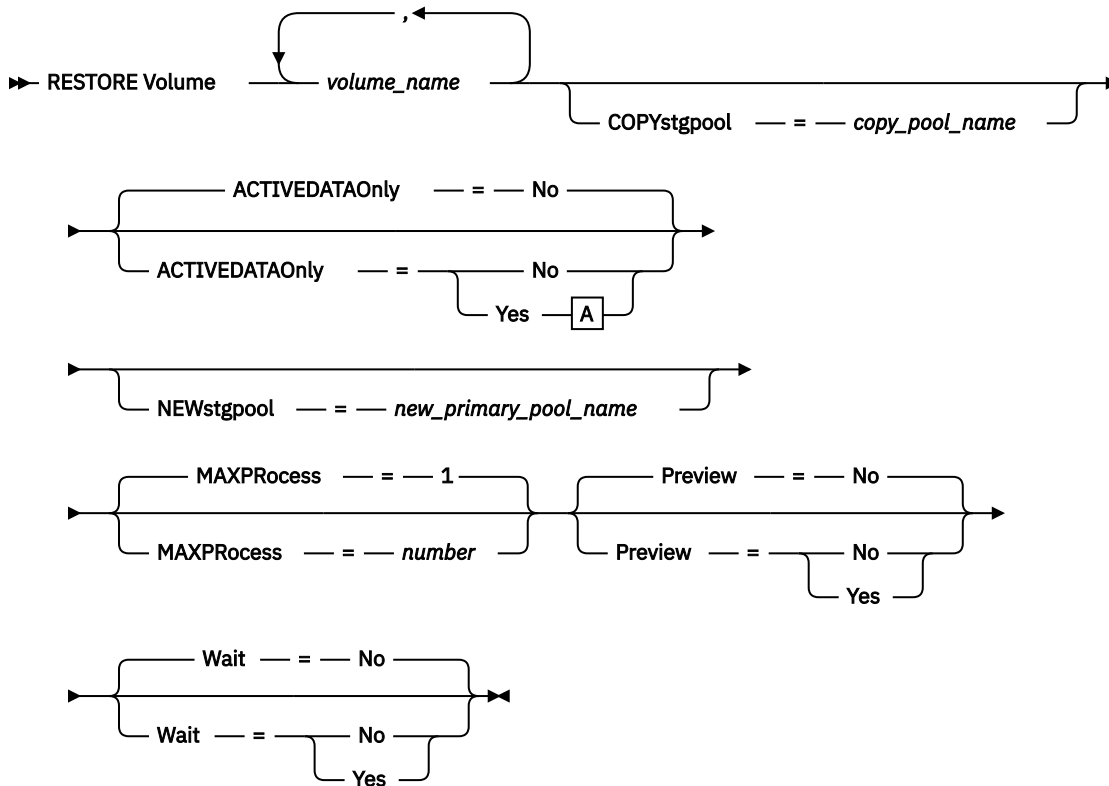 ,
RESTORE Volume volume_name
COPYstgpool = copy_pool_name
ACTIVEDATAOnly = No
ACTIVEDATAOnly = No
Yes A
NEWstgpool = new_primary_pool_name
MAXPRocess = 1 Preview = No
MAXPRocess = number Preview = No
Yes
Wait = No
Wait = No
Yes